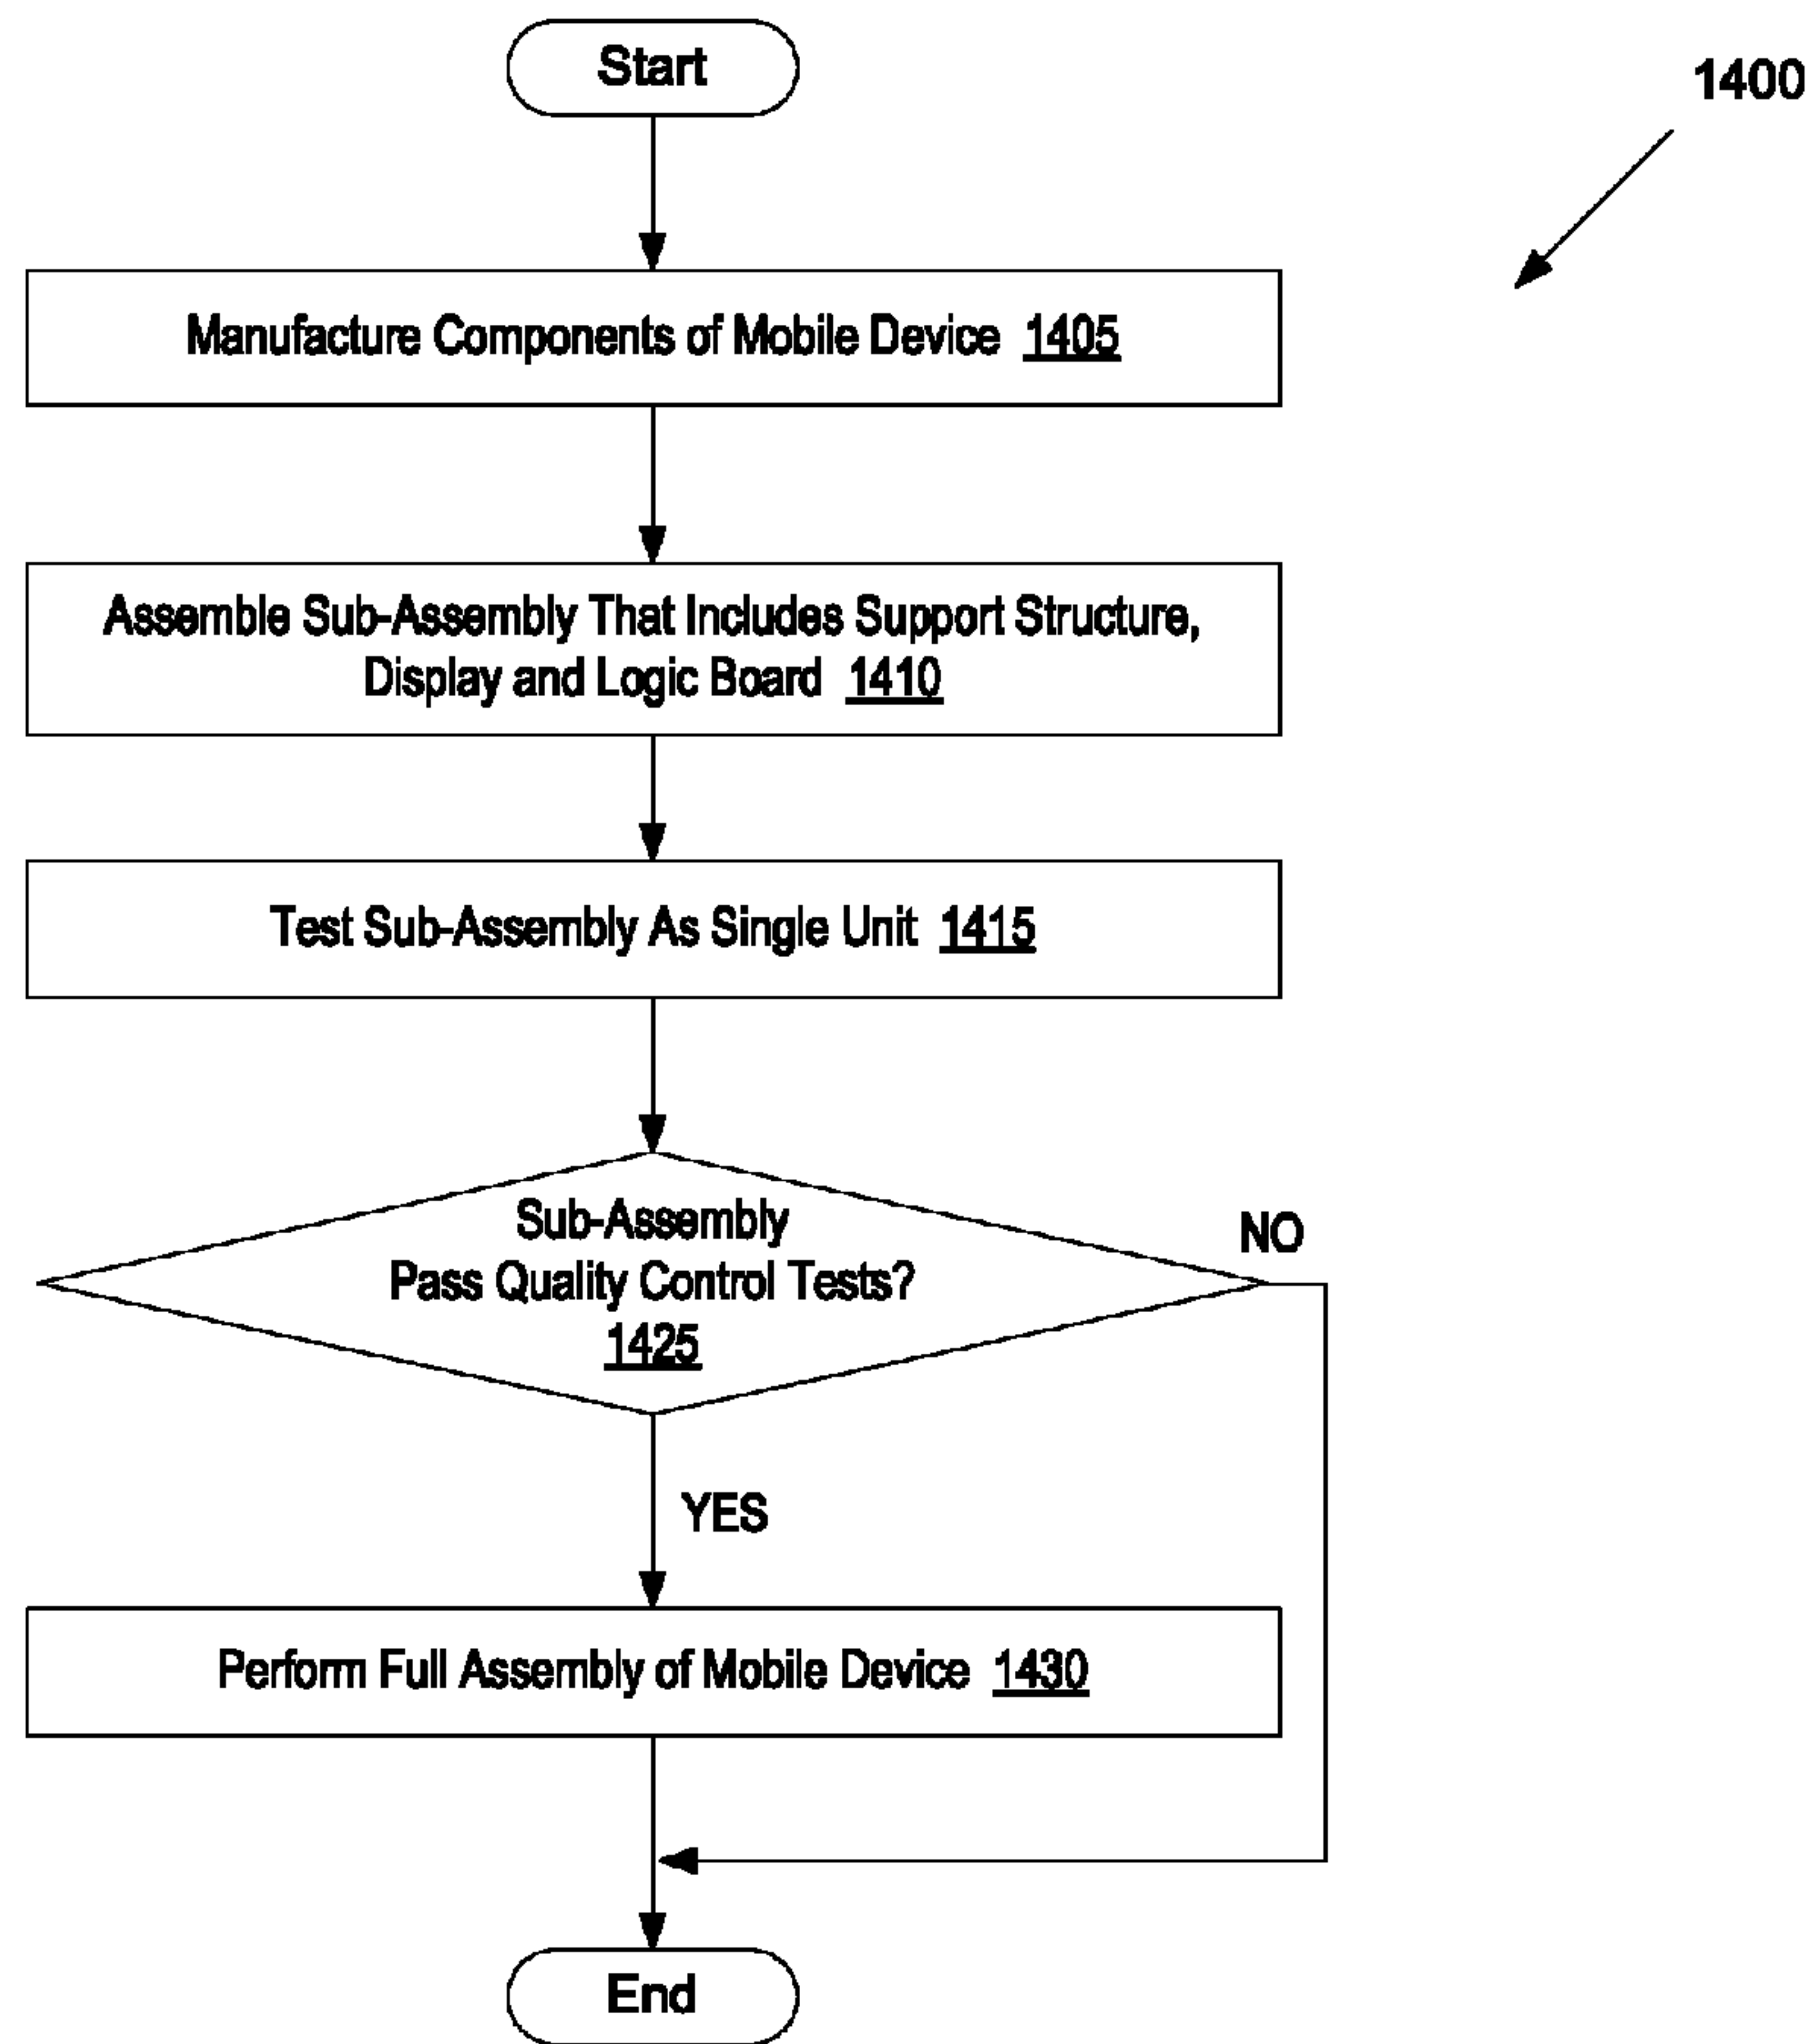 Start
1400
Manufacture Components of Mobile Device 1405
Assemble Sub-Assembly That Includes Support Structure,
Display and Logic Board 1410
Test Sub-Assembly As Single Unit 1415
Sub-Assembly
Pass Quality Control Tests?
1425
NO
YES
Perform Full Assembly of Mobile Device 1430
End